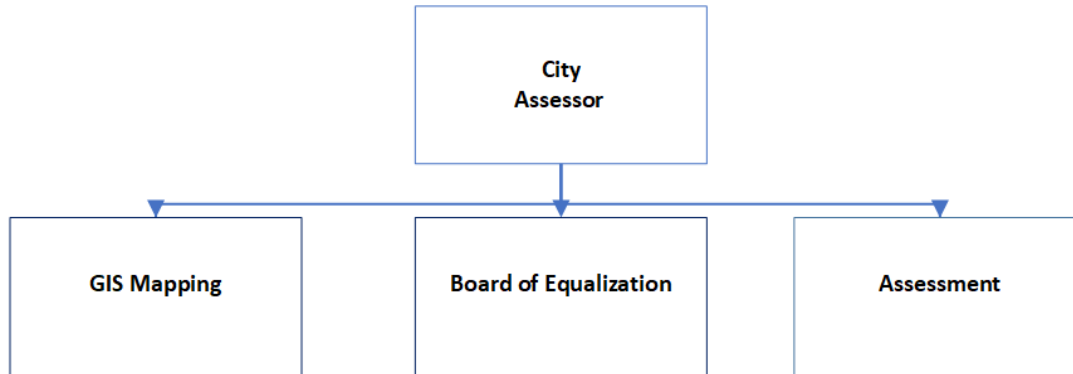 City
Assessor
GIS Mapping
Board of Equalization
Assessment